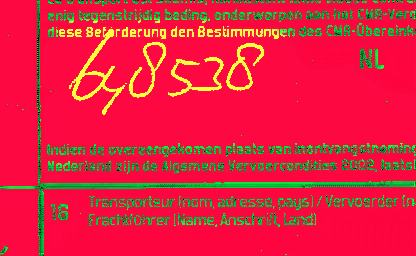 enig tegenstrijdig beding, onderworpen aan het CMR-Verd
diese Beförderung den Bestimmungen des CMR-Übereink
NL
648538
Indien de overeengekomen plaats van inontvangstneming
Nederland zijn de Algemene Vervoercondities 2002, laats
16 Transporteur (nom, adresse, pays) / Vervoerder (n
Frachtführer (Name, Anschrift, Land)